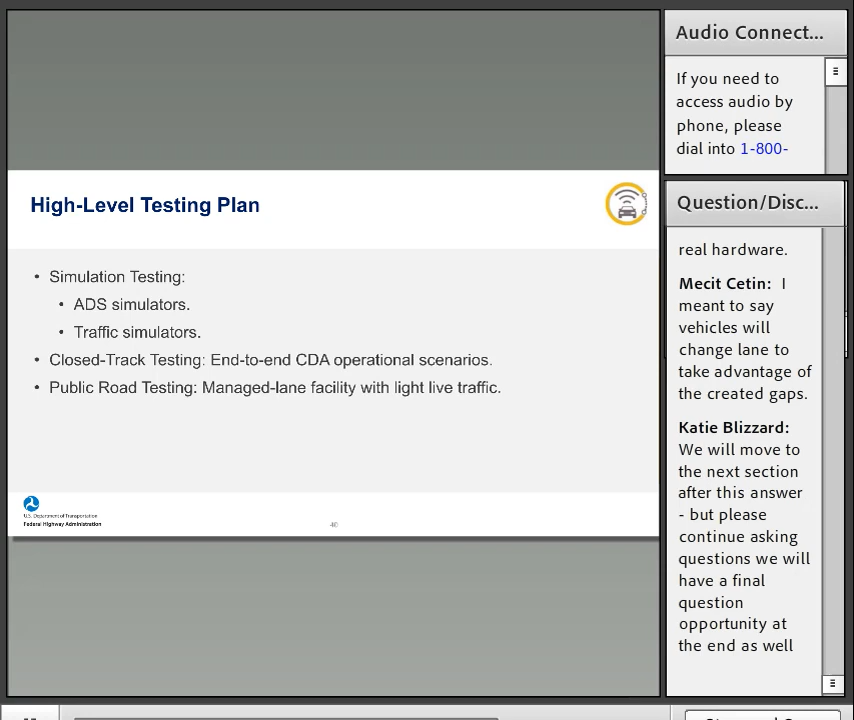 High-Level Testing Plan
• Simulation Testing:
• ADS simulators.
• Traffic simulators.
• Closed-Track Testing: End-to-end CDA operational scenarios.
• Public Road Testing: Managed-lane facility with light live traffic.
U.S. Department of Transportation
Federal Highway Administration
40
Audio Connect...
If you need to
access audio by
phone, please
dial into 1-800-
Question/Disc...
real hardware.
Mecit Cetin: I
meant to say
vehicles will
change lane to
take advantage of
the created gaps.
Katie Blizzard:
We will move to
the next section
after this answer
- but please
continue asking
questions we will
have a final
question
opportunity at
the end as well